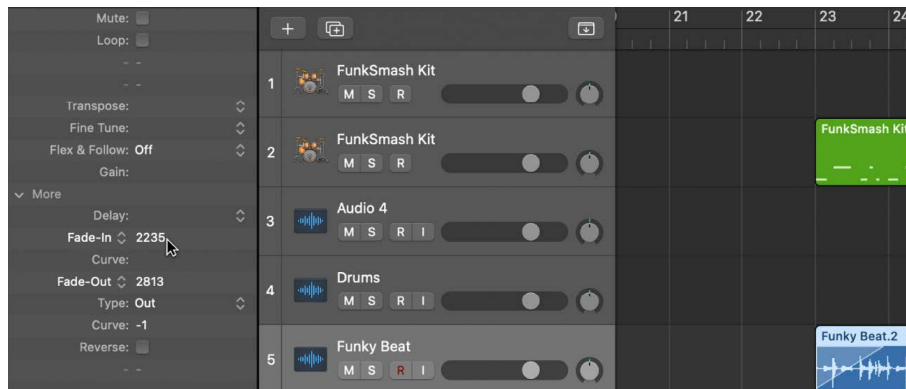 Mute:
Loop:
- -
- -
Transpose:
Fine Tune:
Flex & Follow: Off
Gain:
More
Delay:
Fade-In 2235
Curve:
Fade-Out 2813
Type: Out
Curve: -1
Reverse:
- -
21 22 23 24
1 FunkSmash Kit
M S R
2 FunkSmash Kit
M S R
3 Audio 4
M S R I
4 Drums
M S R I
5 Funky Beat
M S R I
FunkSmash Kit
Funky Beat.2